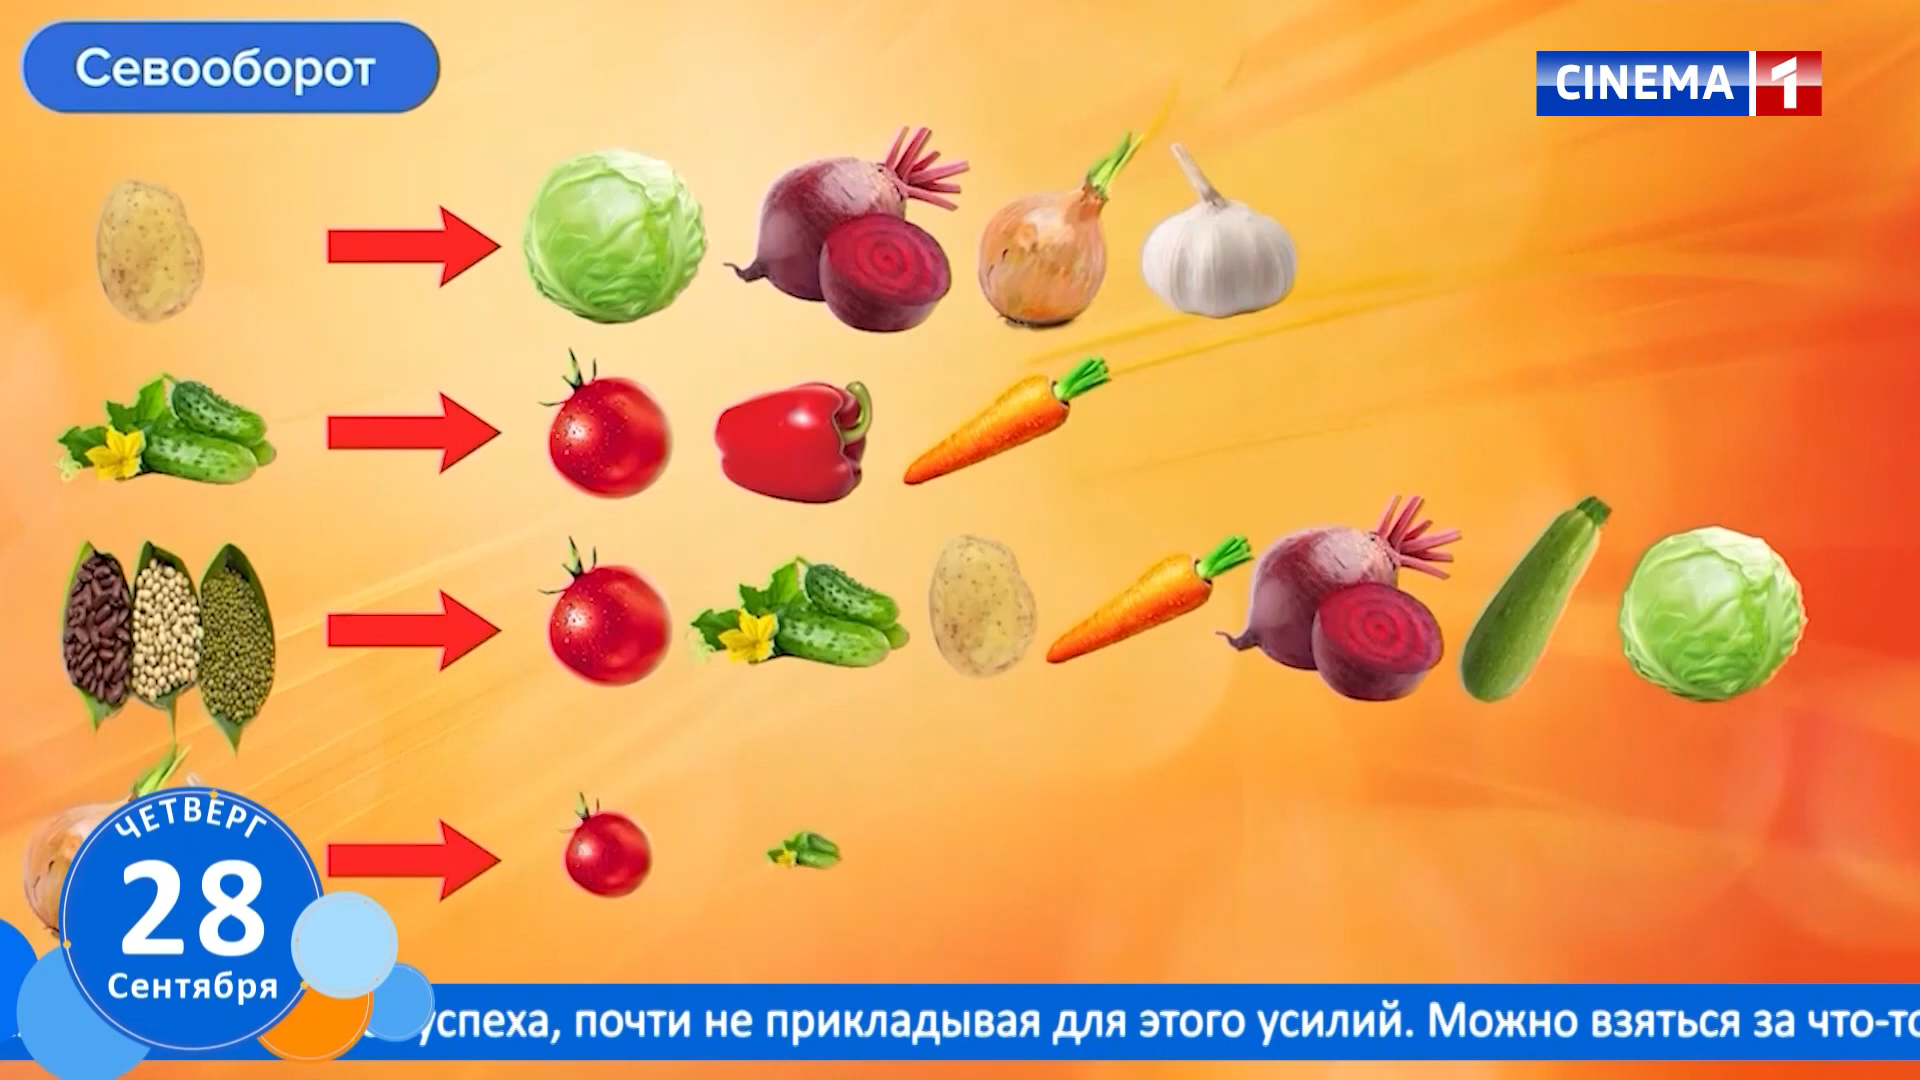 Севооборот
CINEMA 1
ЧЕТВЕРГ
28
Сентября
успеха, почти не прикладывая для этого усилий. Можно взяться за что-то